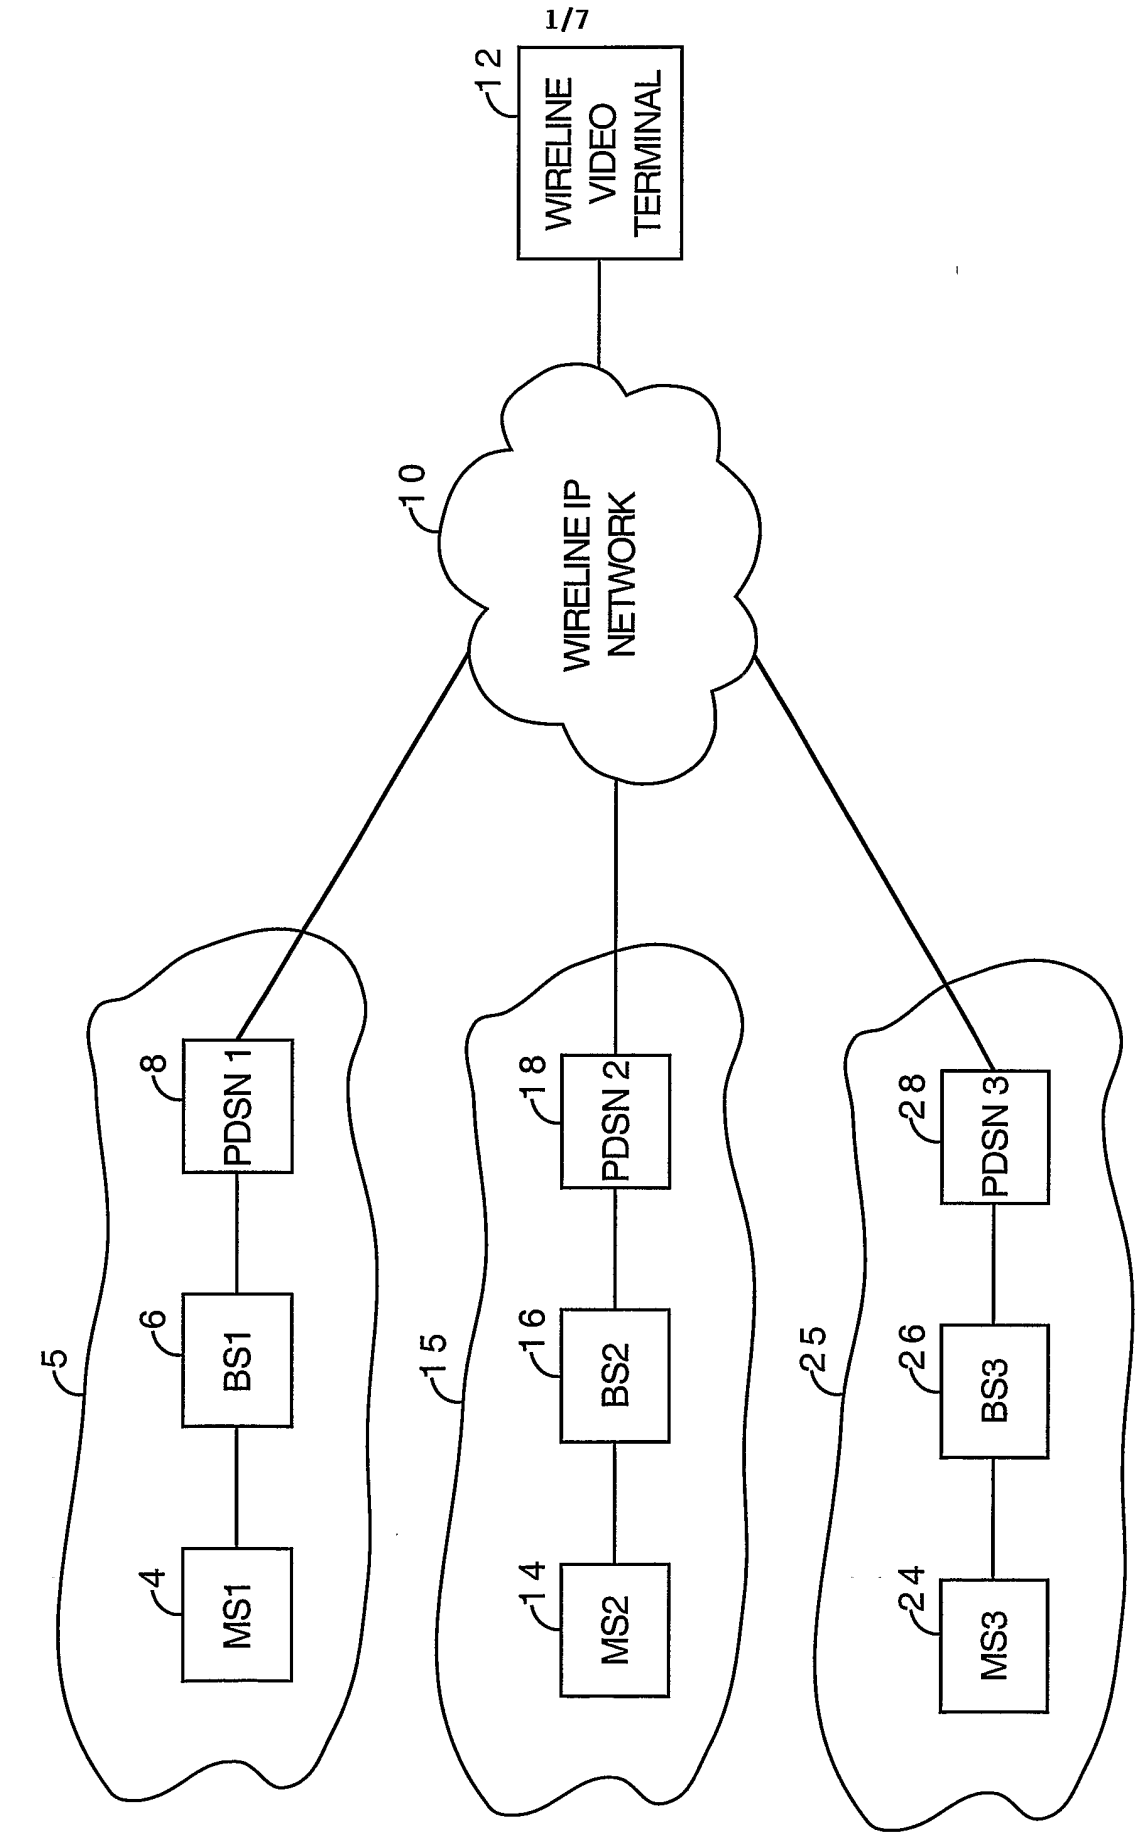 1/7
12
WIRELINE
VIDEO
TERMINAL
10
WIRELINE IP
NETWORK
5
4
MS1
6
BS1
8
PDSN 1
15
14
MS2
16
BS2
18
PDSN 2
25
24
MS3
26
BS3
28
PDSN 3